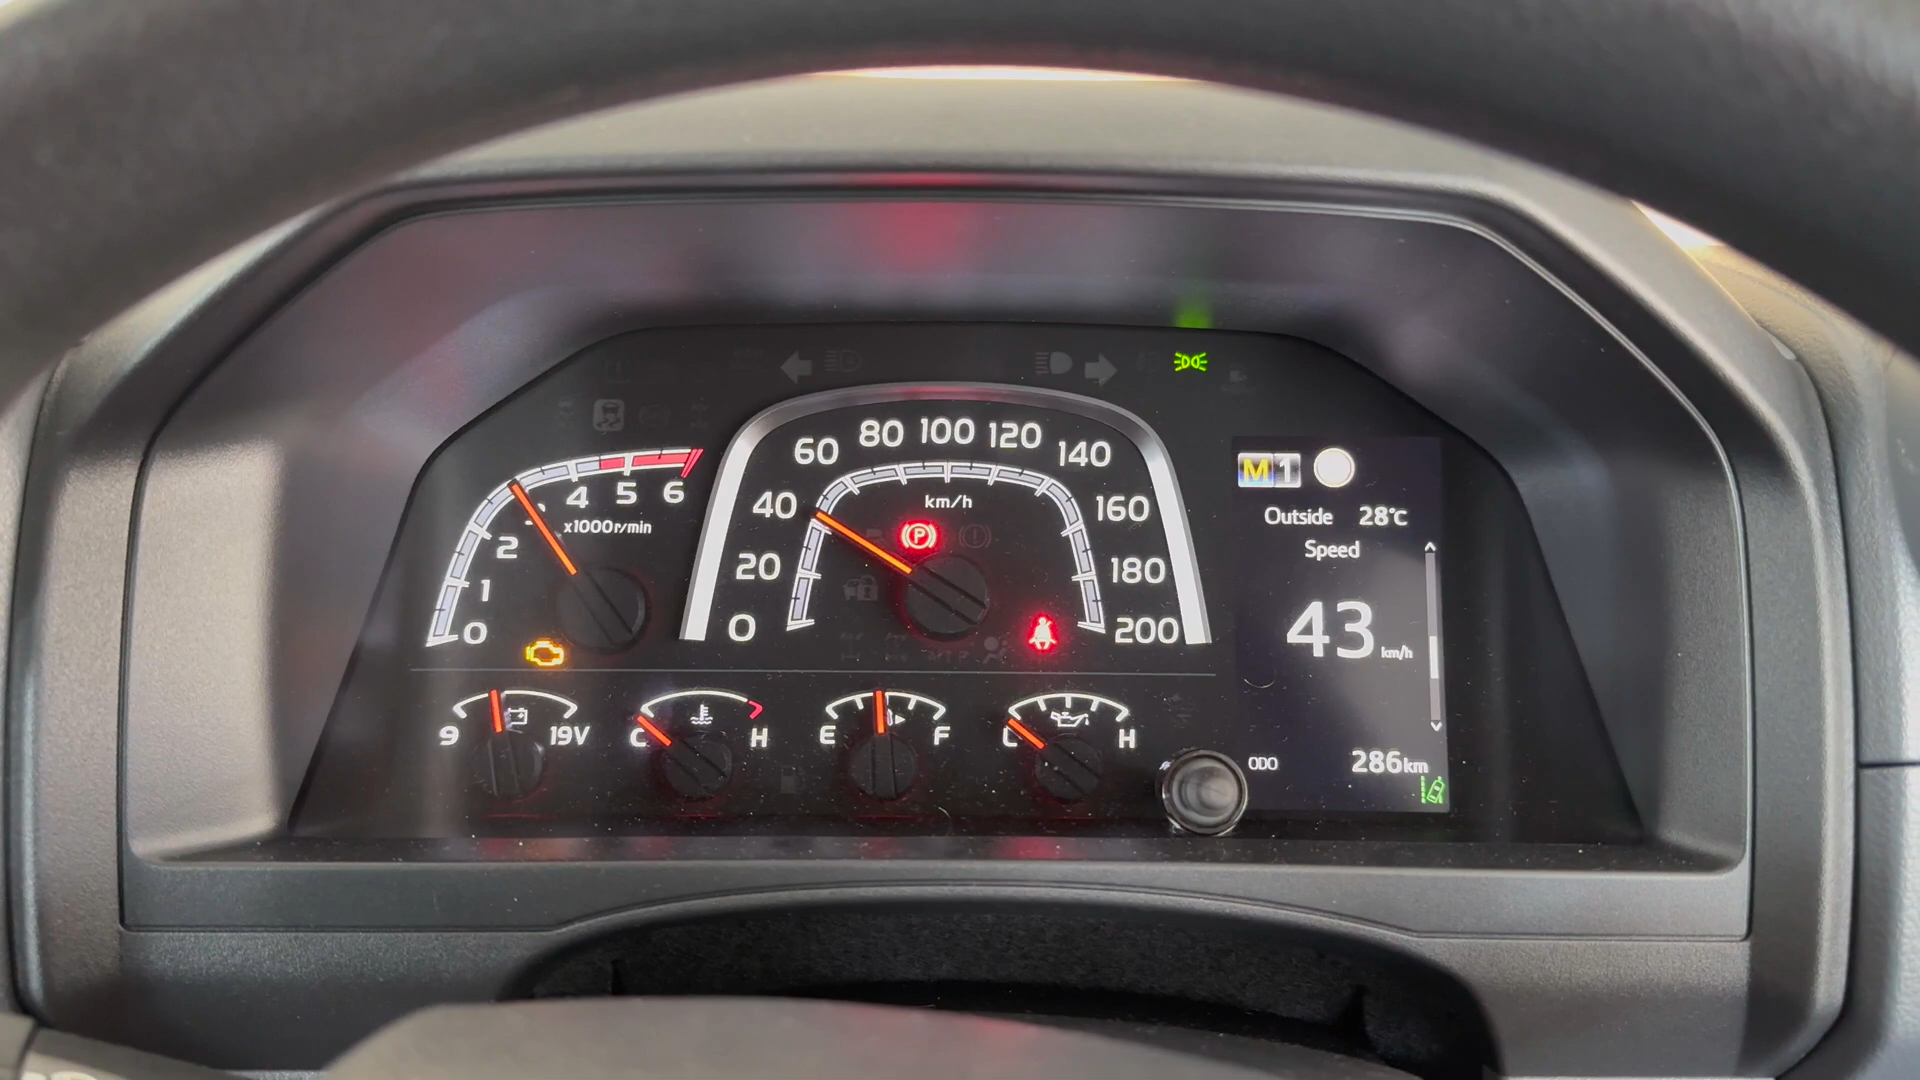 0 1 2 3 4 5 6
x1000r/min
0 20 40 60 80 100 120 140 160 180 200
km/h
P
9 19V
C H
E F
L H
M1
Outside 28℃
Speed
43 km/h
ODO 286km